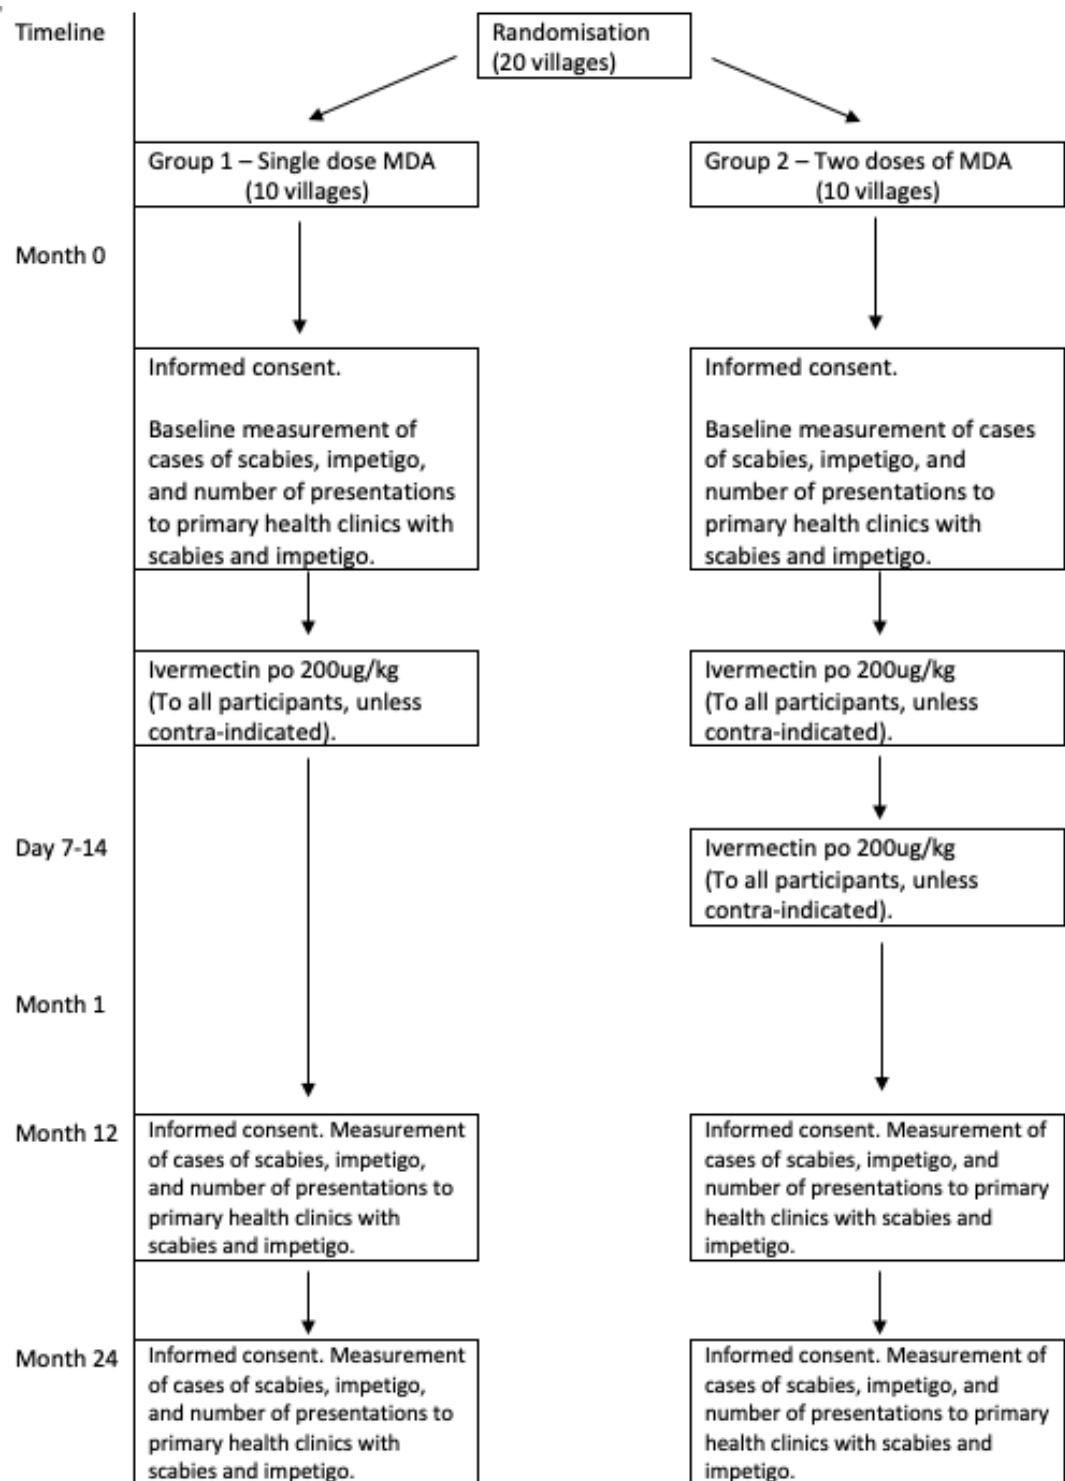 Timeline
Randomisation
(20 villages)
Group 1 – Single dose MDA
(10 villages)
Group 2 – Two doses of MDA
(10 villages)
Month 0
Informed consent.
Baseline measurement of
cases of scabies, impetigo,
and number of presentations
to primary health clinics with
scabies and impetigo.
Informed consent.
Baseline measurement of cases
of scabies, impetigo, and
number of presentations to
primary health clinics with
scabies and impetigo.
Ivermectin po 200ug/kg
(To all participants, unless
contra-indicated).
Ivermectin po 200ug/kg
(To all participants, unless
contra-indicated).
Day 7-14
Ivermectin po 200ug/kg
(To all participants, unless
contra-indicated).
Month 1
Month 12
Informed consent. Measurement
of cases of scabies, impetigo,
and number of presentations to
primary health clinics with
scabies and impetigo.
Informed consent. Measurement of
cases of scabies, impetigo, and
number of presentations to primary
health clinics with scabies and
impetigo.
Month 24
Informed consent. Measurement
of cases of scabies, impetigo,
and number of presentations to
primary health clinics with
scabies and impetigo.
Informed consent. Measurement of
cases of scabies, impetigo, and
number of presentations to primary
health clinics with scabies and
impetigo.